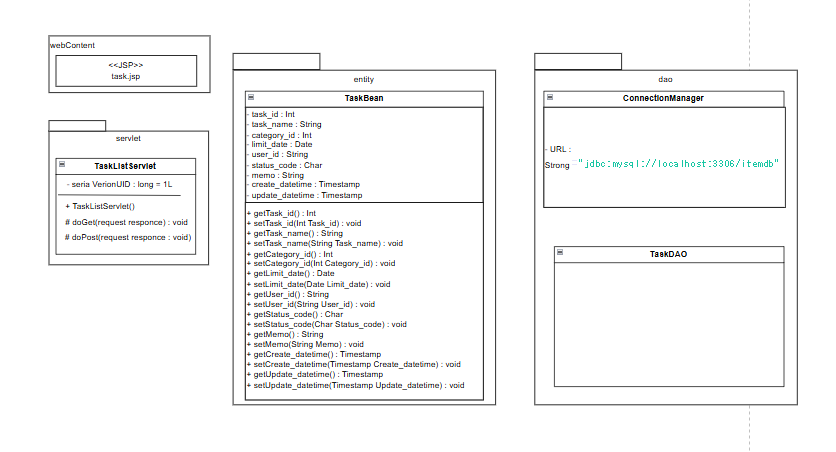 webContent
<<JSP>>
task.jsp
servlet
TaskListServlet
- seria VerionUID : long = 1L
+ TaskListServlet()
# doGet(request responce) : void
# doPost(request responce : void)
entity
TaskBean
- task_id : Int
- task_name : String
- category_id : Int
- limit_date : Date
- user_id : String
- status_code : Char
- memo : String
- create_datetime : Timestamp
- update_datetime : Timestamp
+ getTask_id() : Int
+ setTask_id(Int Task_id) : void
+ getTask_name() : String
+ setTask_name(String Task_name) : void
+ getCategory_id() : Int
+ setCategory_id(Int Category_id) : void
+ getLimit_date() : Date
+ setLimit_date(Date Limit_date) : void
+ getUser_id() : String
+ setUser_id(String User_id) : void
+ getStatus_code() : Char
+ setStatus_code(Char Status_code) : void
+ getMemo() : String
+ setMemo(String Memo) : void
+ getCreate_datetime() : Timestamp
+ setCreate_datetime(Timestamp Create_datetime) : void
+ getUpdate_datetime() : Timestamp
+ setUpdate_datetime(Timestamp Update_datetime) : void
dao
ConnectionManager
- URL :
Strong ="jdbc:mysql://localhost:3306/itemdb"
TaskDAO